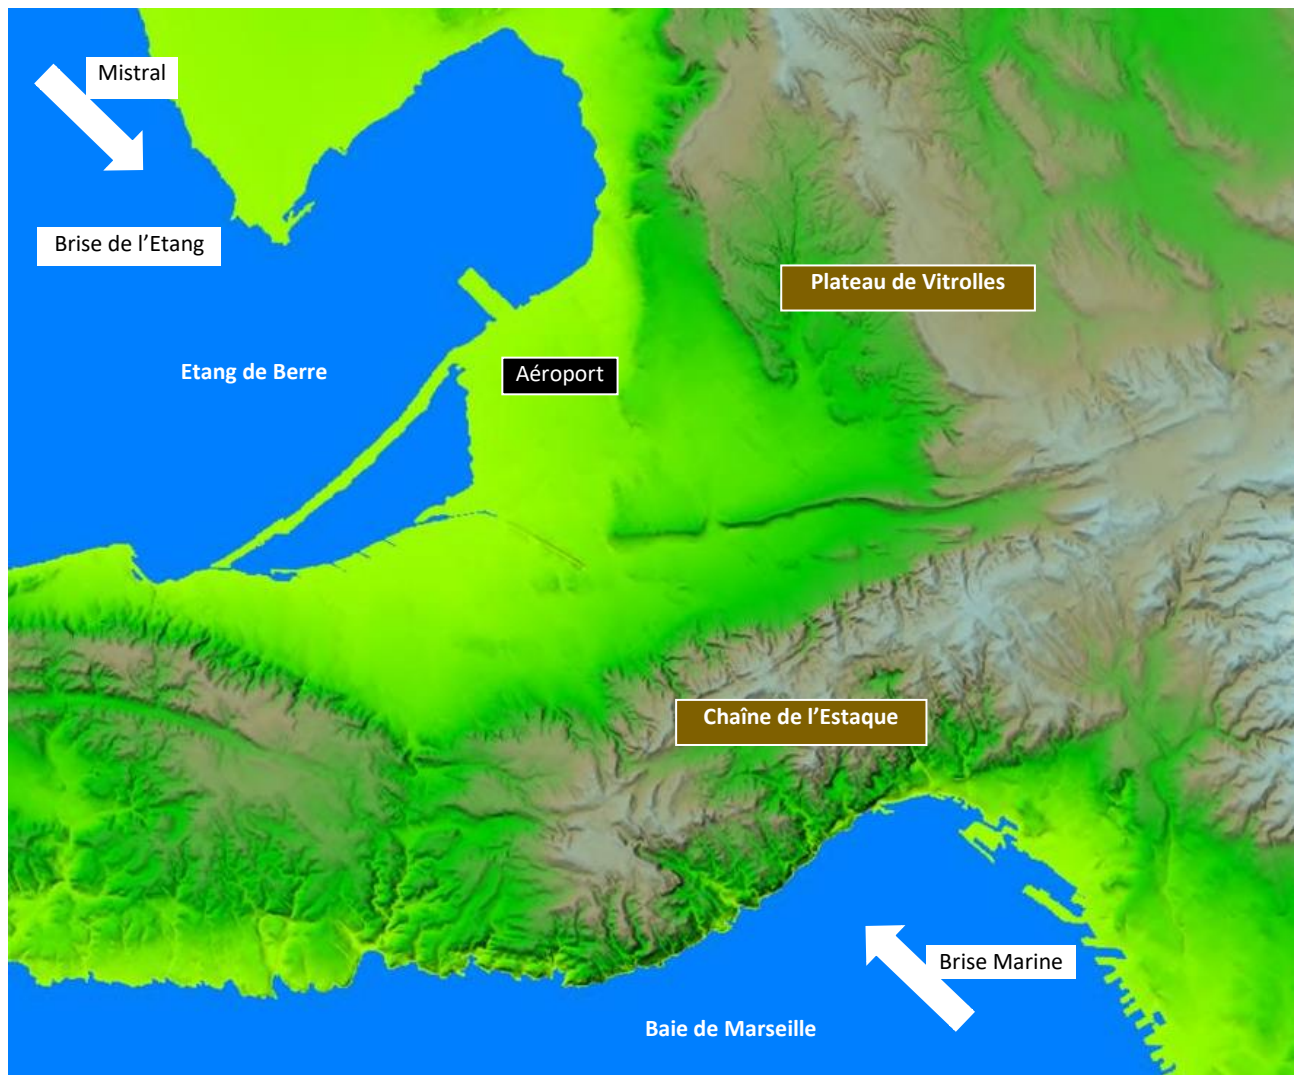 Mistral
Brise de l’Etang
Plateau de Vitrolles
Etang de Berre
Aéroport
Chaîne de l’Estaque
Brise Marine
Baie de Marseille